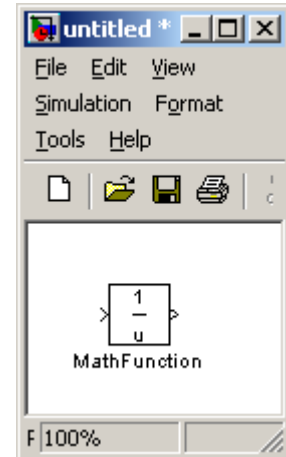 untitled *
File Edit View
Simulation Format
Tools Help
1
u
MathFunction
F 100%